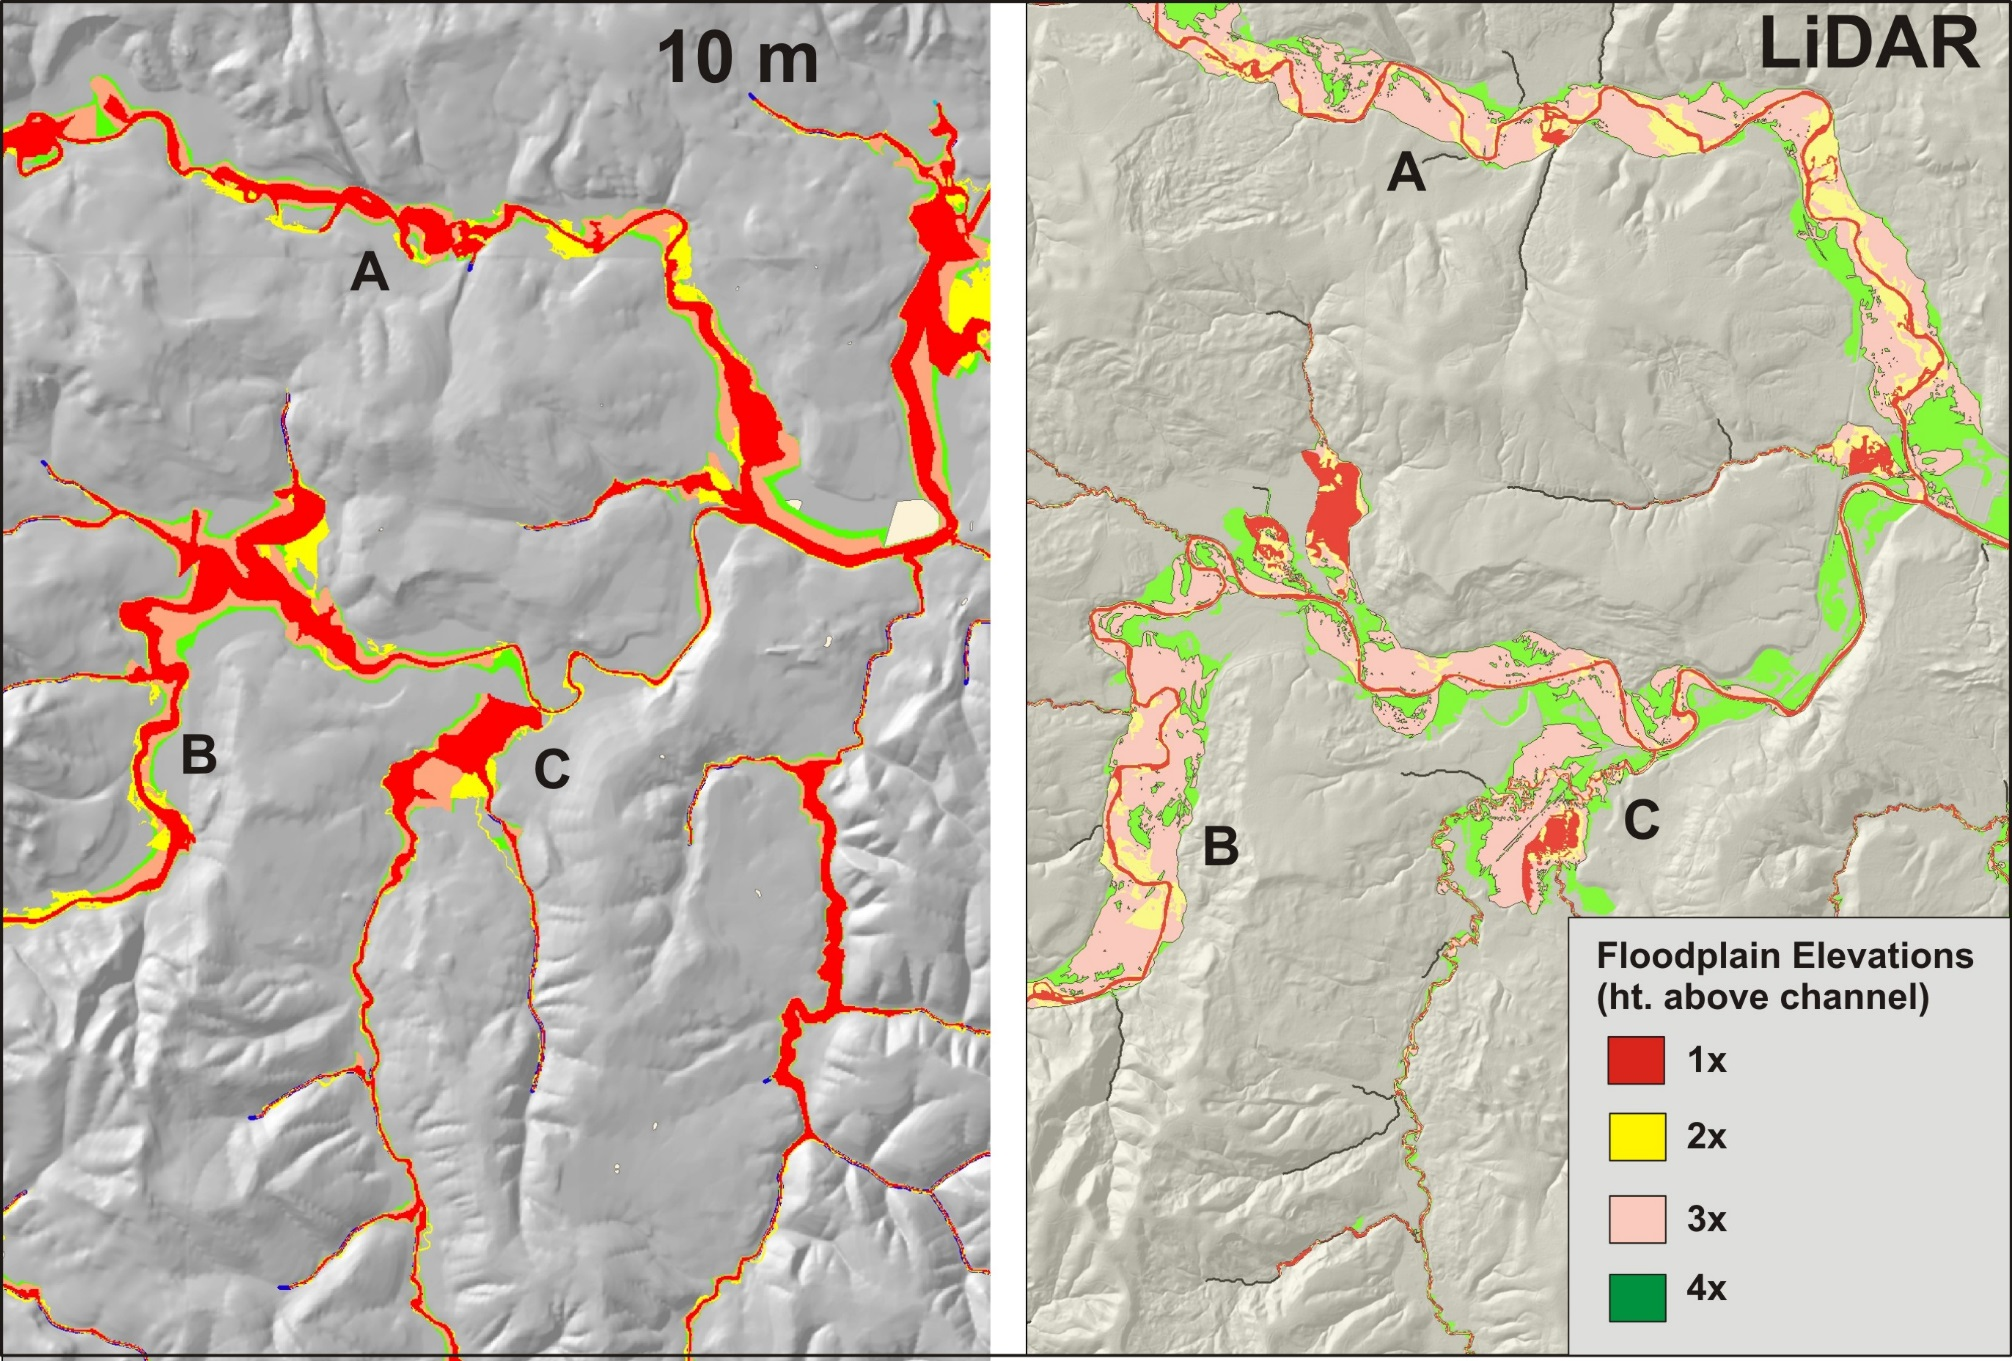 10 m
A
B
C
LiDAR
A
B
C
Floodplain Elevations
(ht. above channel)
1x
2x
3x
4x